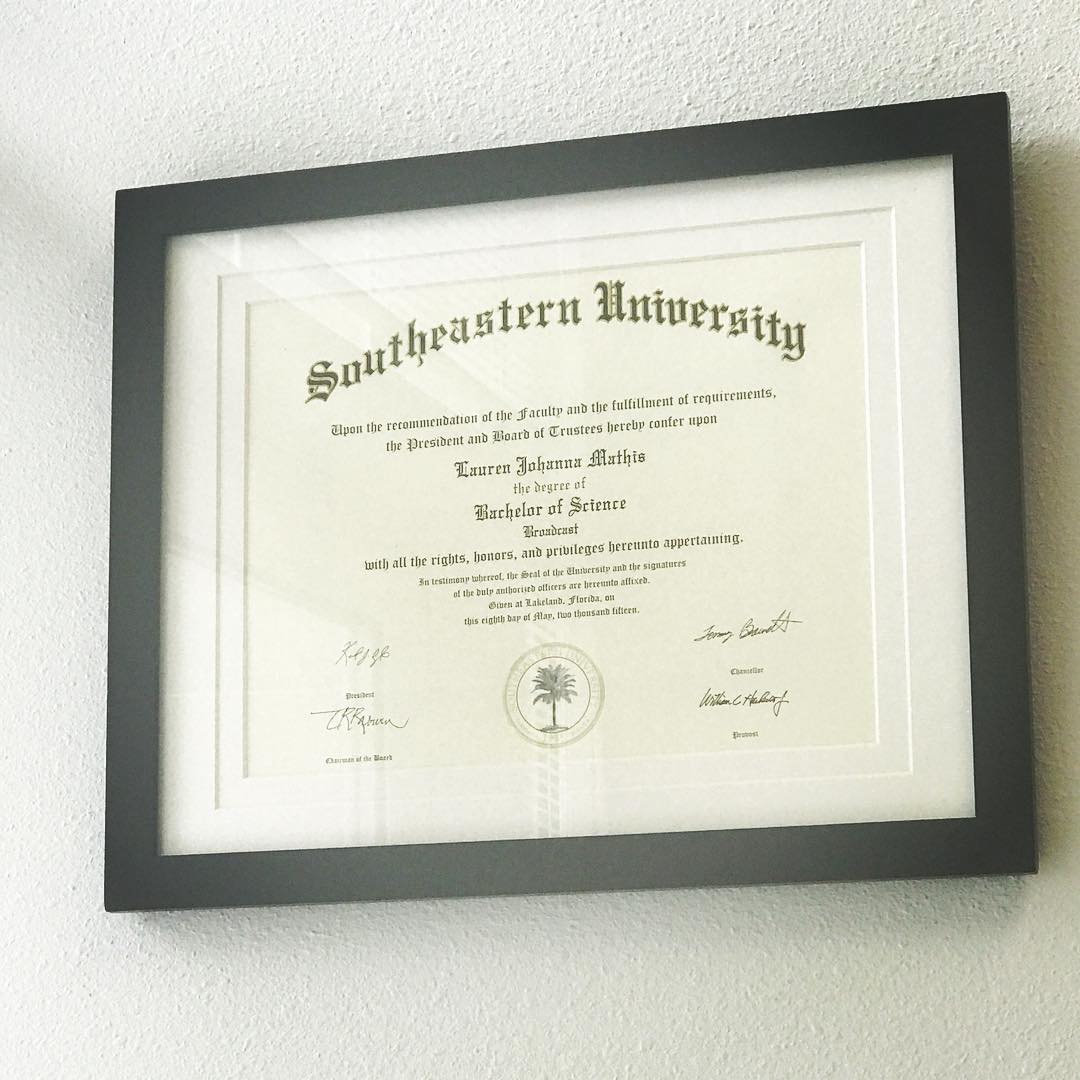 Southeastern University
Upon the recommendation of the Faculty and the fulfillment of requirements,
the President and Board of Trustees hereby confer upon
Lauren Johanna Mathis
the degree of
Bachelor of Science
Broadcast
with all the rights, honors, and privileges hereunto appertaining.
In testimony whereof, the Seal of the University and the signatures
of the duly authorized officers are hereunto affixed.
Given at Lakeland, Florida, on
this eighth day of May, two thousand fifteen.
President
Chancellor
Chairman of the Board
Provost